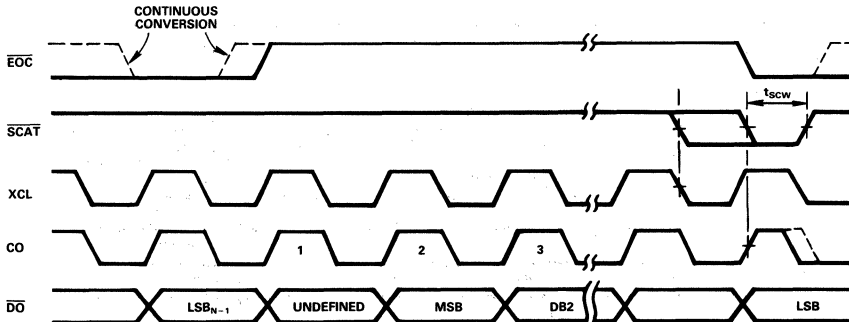 CONTINUOUS
CONVERSION
EOC
tscw
SCAT
XCL
CO
1
2
3
DO
LSBN−1
UNDEFINED
MSB
DB2
LSB